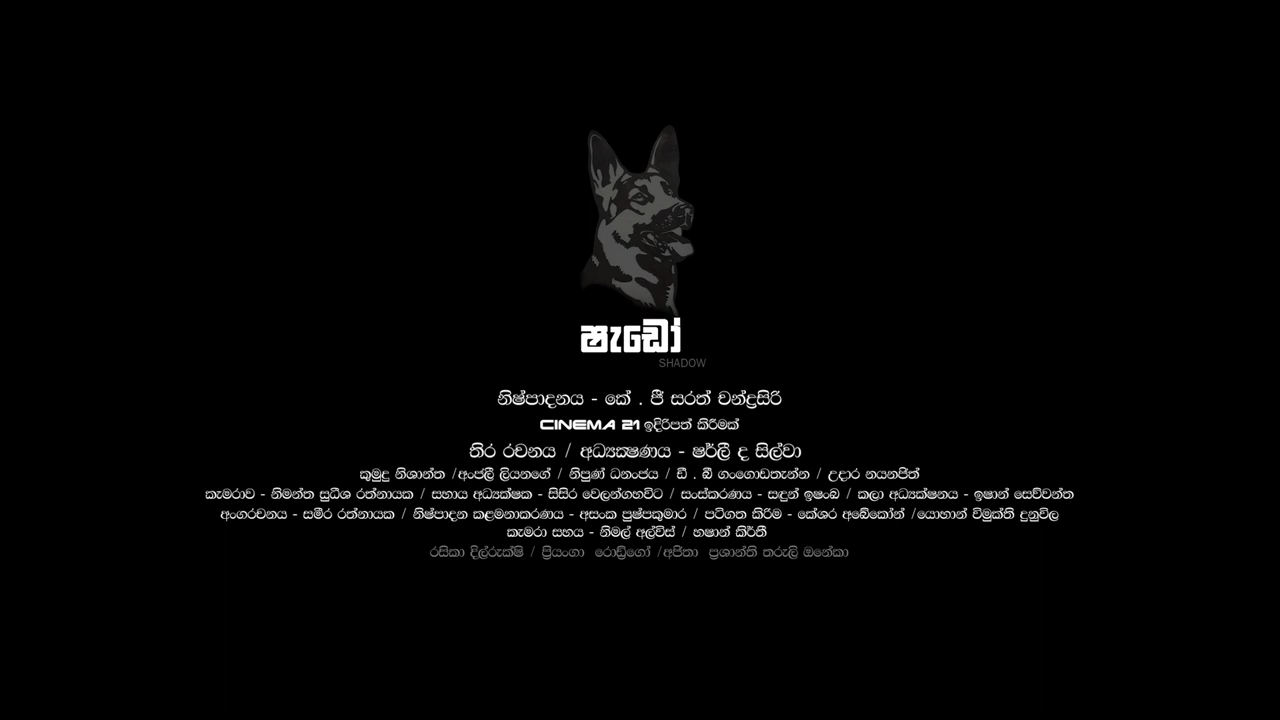 ෂැඩෝ
SHADOW
නිෂ්පාදනය - කේ . ජී සරත් චන්ද්‍රසිරි
CINEMA 21 ඉදිරිපත් කිරීමක්
තිර රචනය / අධ්‍යක්ෂණය - ෂර්ලී ද සිල්වා
කුමුදු නිශාන්ත /අංජලී ලියනගේ / නිපුණ් ධනංජය / ඩී . බී ගංගොඩතැන්න / උදාර නයනජිත්
කැමරාව - නිමන්ත සුධීශ රත්නායක / සහාය අධ්‍යක්ෂක - සිසිර වෙලන්ගහවිට / සංස්කරණය - සඳුන් ඉෂංඛ / කලා අධ්‍යක්ෂනය - ඉෂාන් සෙව්වන්ත
අංගරචනය - සමීර රත්නායක / නිෂ්පාදන කළමනාකරණය - අසංක පුෂ්පකුමාර / පටිගත කිරීම - කේශර අබේකෝන් /යොහාන් විමුක්ති දුනුවිල
කැමරා සහය - නිමල් අල්විස් / හෂාන් කිර්තී
රසිකා දිල්රුක්ෂි / ප්‍රියංගා රොඩ්‍රිගෝ /අජිතා ප්‍රශාන්ති තරුලි ඔනේකා